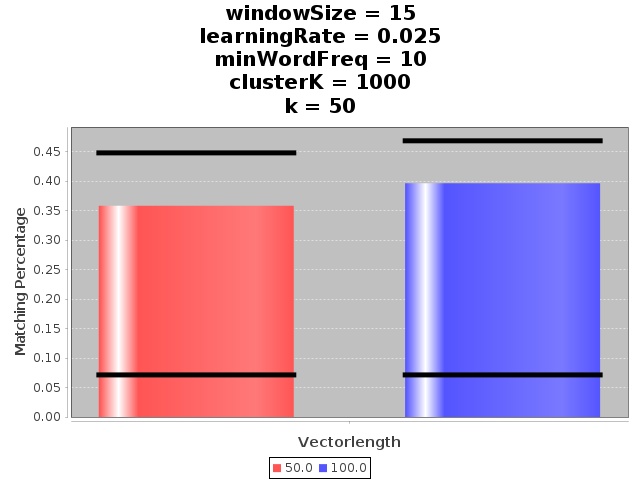 windowSize = 15
learningRate = 0.025
minWordFreq = 10
clusterK = 1000
k = 50
0.45
0.40
0.35
0.30
0.25
0.20
0.15
0.10
0.05
0.00
Matching Percentage
Vectorlength
50.0 100.0